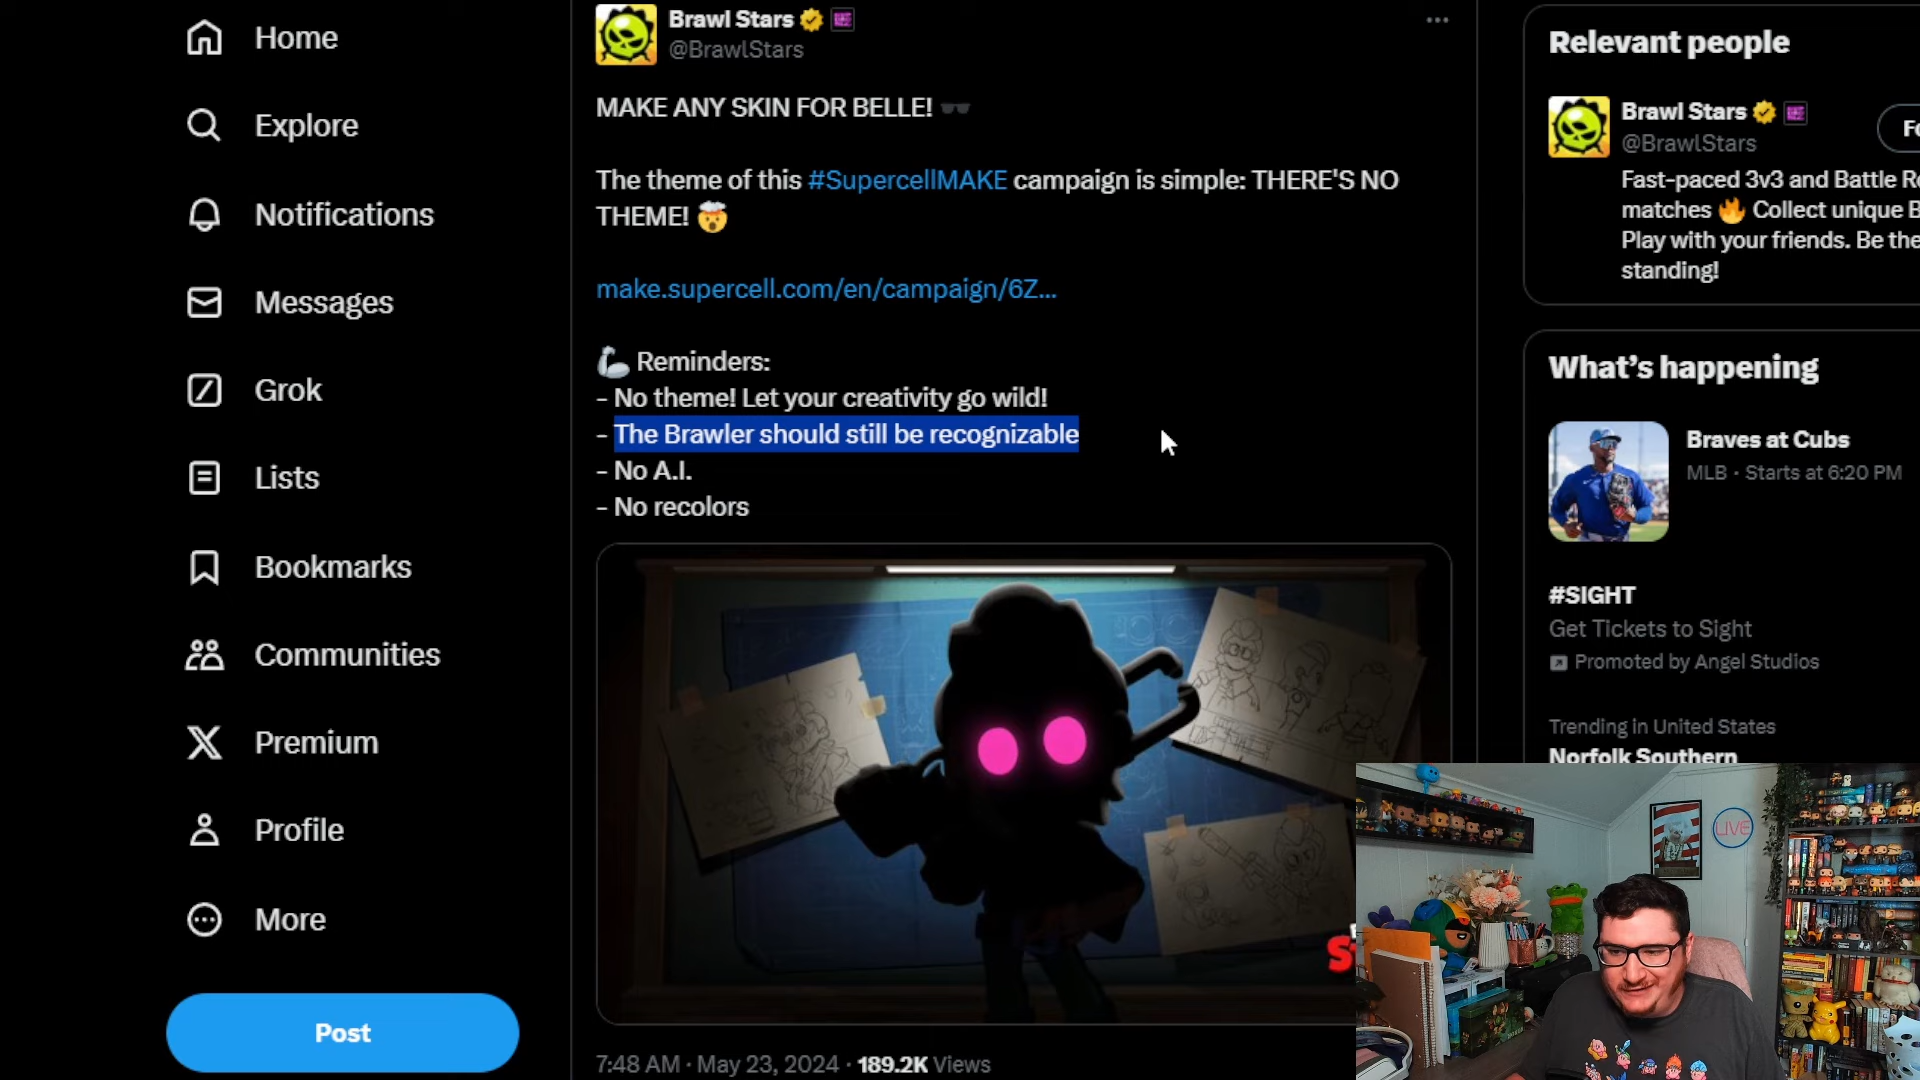 Home
Explore
Notifications
Messages
Grok
Lists
Bookmarks
Communities
Premium
Profile
More
Post
Brawl Stars
@BrawlStars
MAKE ANY SKIN FOR BELLE! 🕶️
The theme of this #SupercellMAKE campaign is simple: THERE'S NO
THEME! 🤯
make.supercell.com/en/campaign/6Z...
🦾 Reminders:
- No theme! Let your creativity go wild!
- The Brawler should still be recognizable
- No A.I.
- No recolors
7:48 AM · May 23, 2024 · 189.2K Views
Relevant people
Brawl Stars
@BrawlStars
Fast-paced 3v3 and Battle
matches 🔥 Collect unique
Play with your friends. Be
standing!
What's happening
Braves at Cubs
MLB · Starts at 6:20 PM
#SIGHT
Get Tickets to Sight
Promoted by Angel Studios
Trending in United States
Norfolk Southern
LIVE